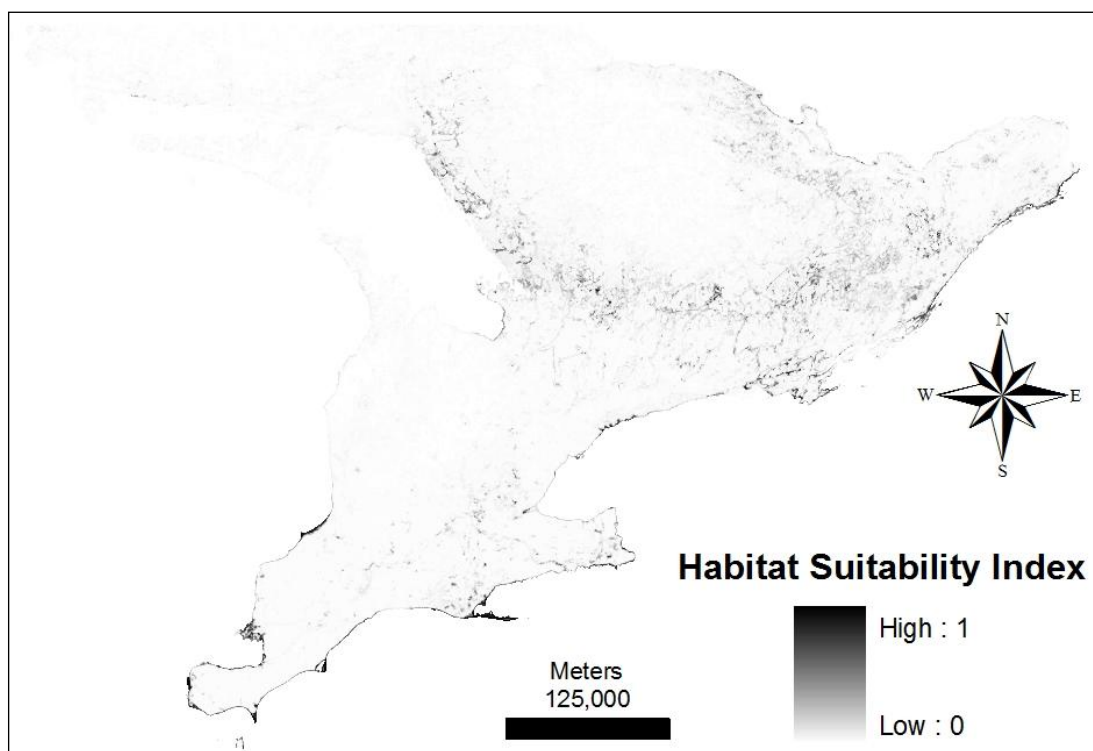 N
W E
S
Habitat Suitability Index
High : 1
Meters
125,000
Low : 0